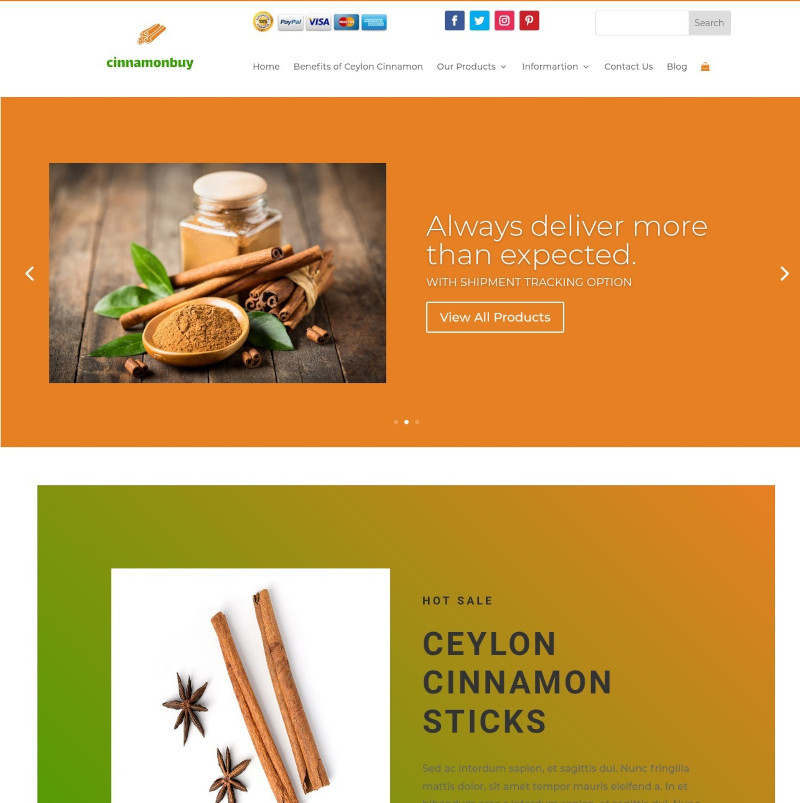 PayPal VISA
Search
cinnamonbuy
Home Benefits of Ceylon Cinnamon Our Products Informartion Contact Us Blog
Always deliver more
than expected.
WITH SHIPMENT TRACKING OPTION
View All Products
HOT SALE
CEYLON
CINNAMON
STICKS
Sed ac interdum sapien, et sagittis dui. Nunc fringilla
mattis dolor, sit amet tempor mauris eleifend a. In et